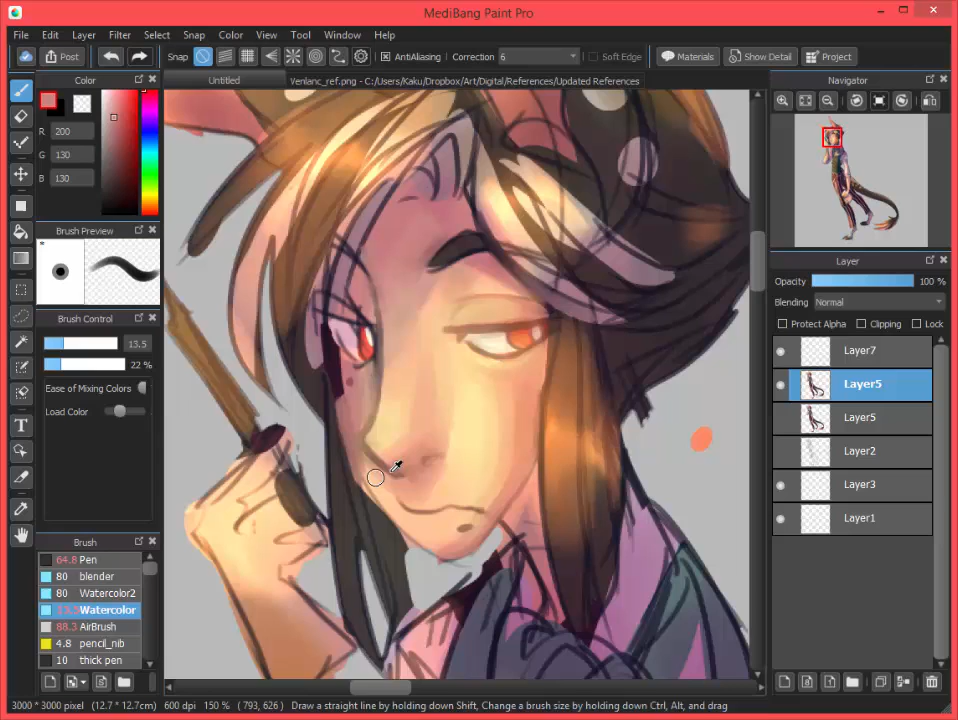 MediBang Paint Pro
File Edit Layer Filter Select Snap Color View Tool Window Help
Post Snap AntiAliasing Correction 6 Soft Edge Materials Show Detail Project
Color
Untitled
Venlanc_ref.png - C:/Users/Kaku/Dropbox/Art/Digital/References/Updated References
Navigator
R 200
G 130
B 130
Brush Preview
*
Brush Control
13.5
22 %
Ease of Mixing Colors
Load Color
Brush
64.8 Pen
80 blender
80 Watercolor2
13.5 Watercolor
88.3 AirBrush
4.8 pencil_nib
10 thick pen
Layer
Opacity 100 %
Blending Normal
Protect Alpha Clipping Lock
Layer7
Layer5
Layer5
Layer2
Layer3
Layer1
3000 * 3000 pixel (12.7 * 12.7cm) 600 dpi 150 % ( 793, 626 ) Draw a straight line by holding down Shift, Change a brush size by holding down Ctrl, Alt, and drag